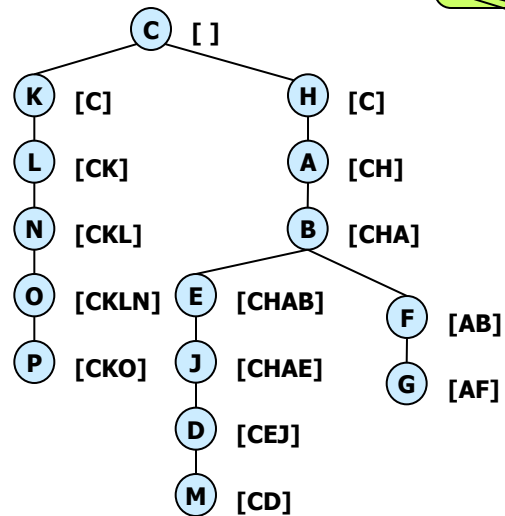 C [ ]
K [C] H [C]
L [CK] A [CH]
N [CKL] B [CHA]
O [CKLN] E [CHAB] F [AB]
P [CKO] J [CHAE] G [AF]
D [CEJ]
M [CD]